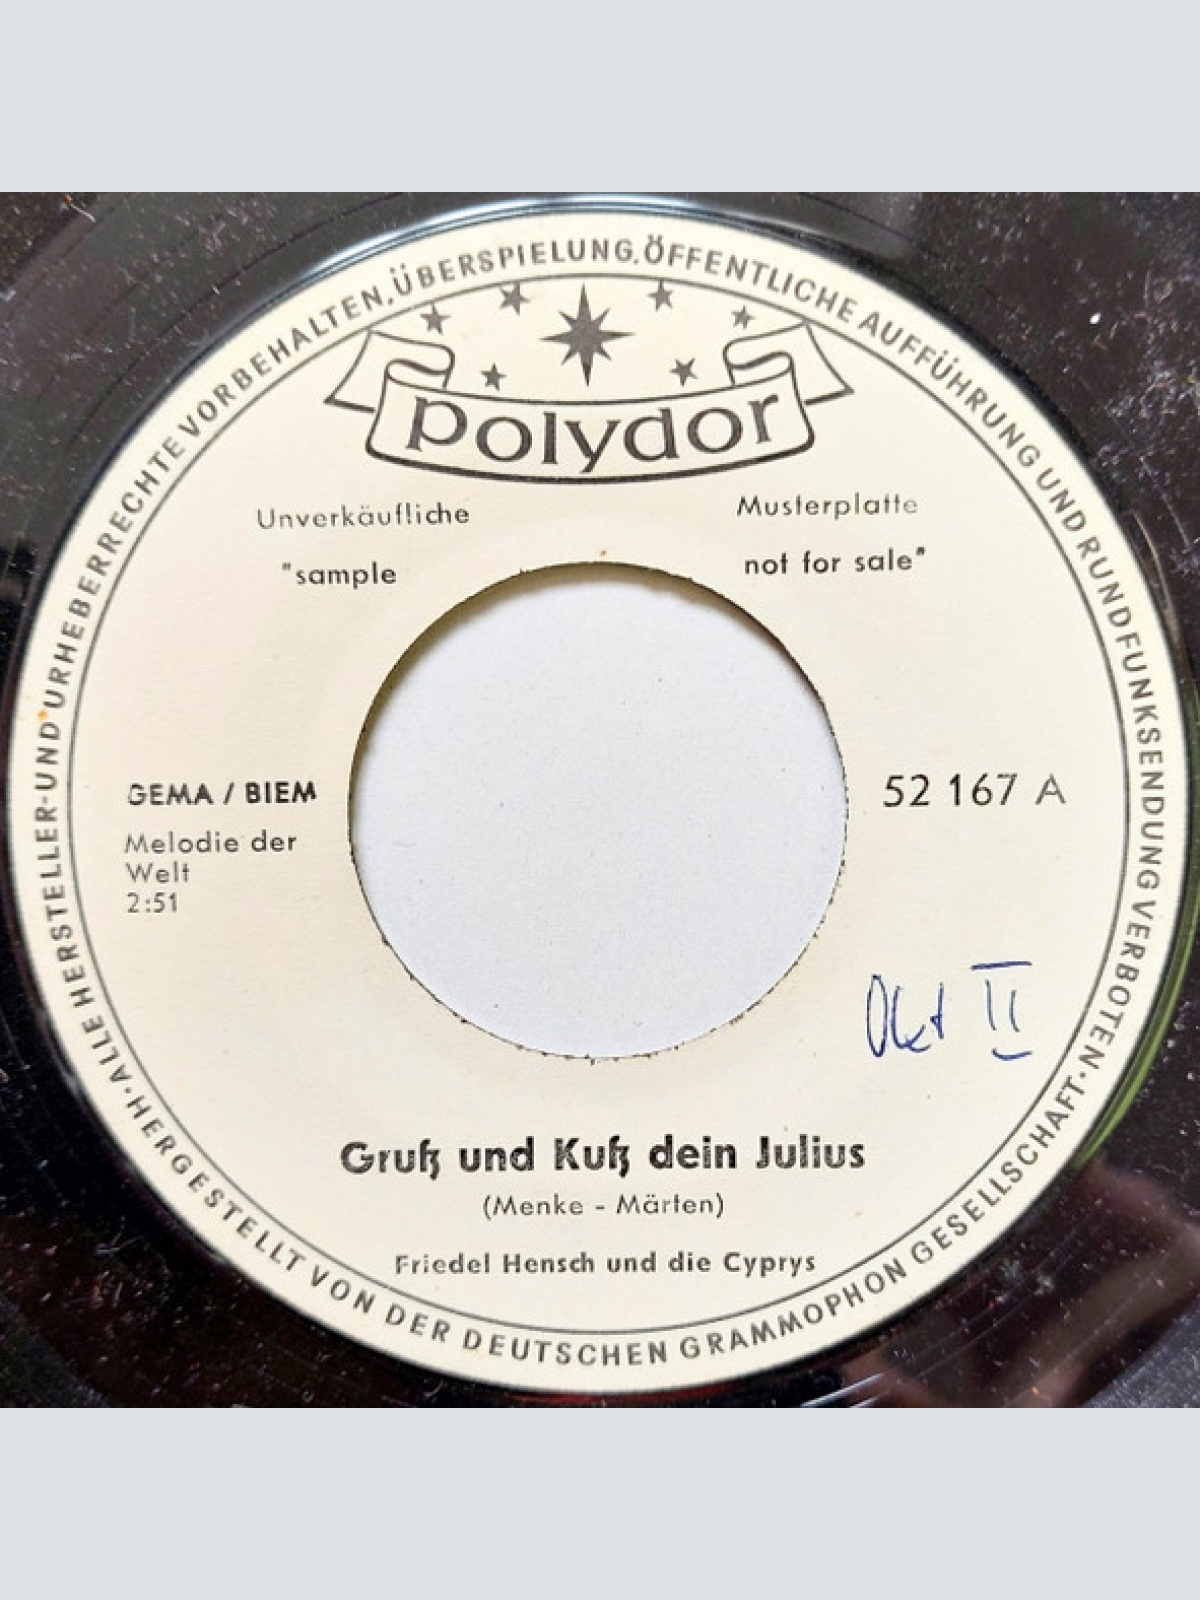 ALLE HERSTELLER-UND URHEBERRECHTE VORBEHALTEN. ÜBERSPIELUNG, ÖFFENTLICHE AUFFÜHRUNG UND RUNDFUNKSENDUNG VERBOTEN·
polydor
Unverkäufliche Musterplatte
"sample not for sale"
GEMA / BIEM
52 167 A
Melodie der
Welt
2:51
Okt II
Gruß und Kuß dein Julius
(Menke - Märten)
Friedel Hensch und die Cyprys
·HERGESTELLT VON DER DEUTSCHEN GRAMMOPHON GESELLSCHAFT·